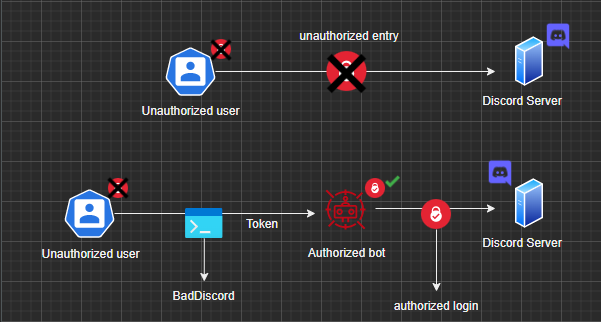 unauthorized entry
Unauthorized user
Discord Server
Token
Unauthorized user
Authorized bot
Discord Server
BadDiscord
authorized login